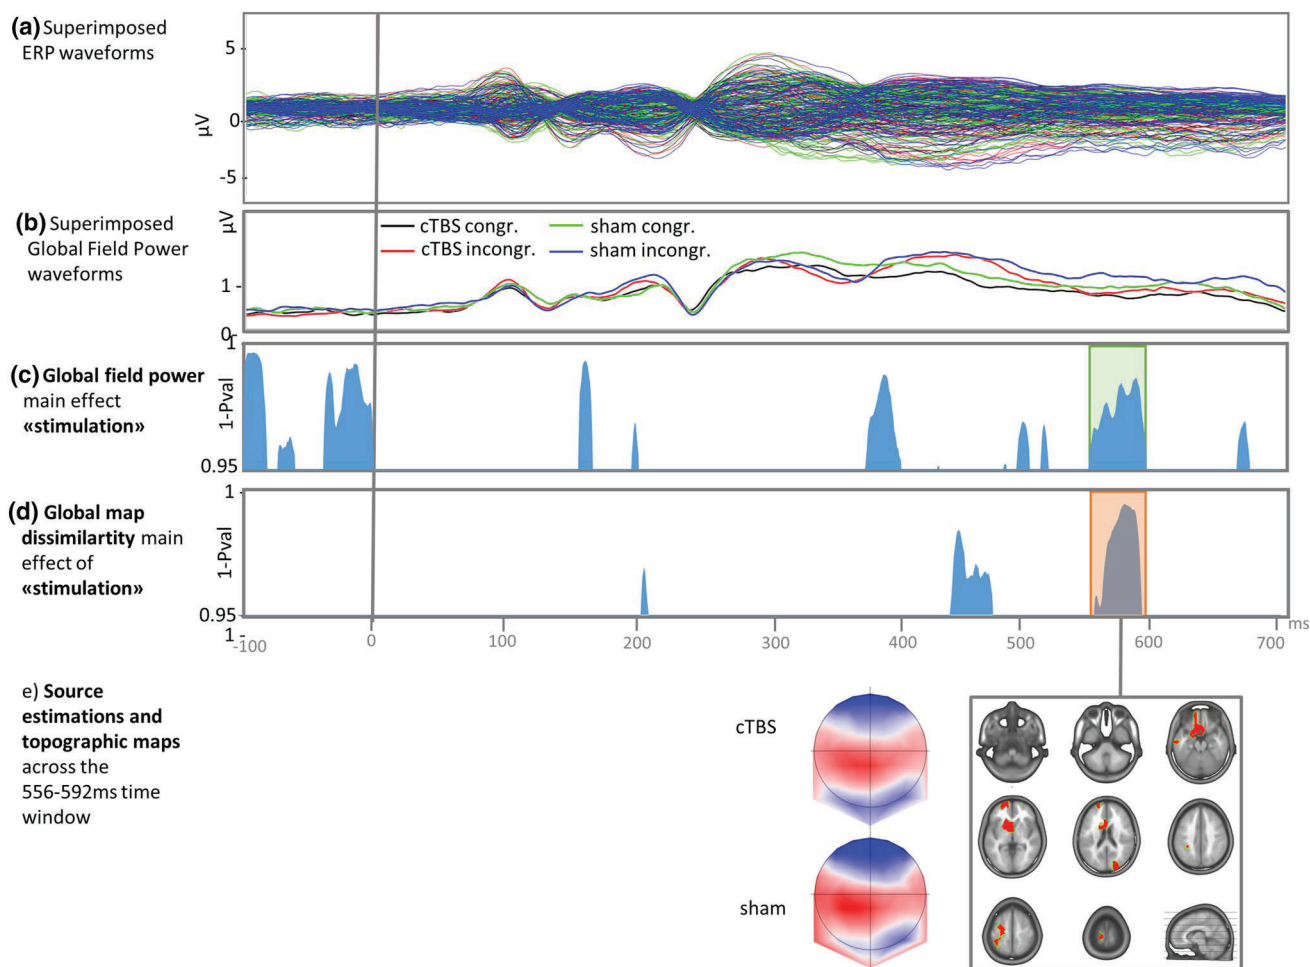 (a) Superimposed
ERP waveforms
5
0
-5
µV
(b) Superimposed
Global Field Power
waveforms
µV
1
0
cTBS congr.
sham congr.
cTBS incongr.
sham incongr.
(c) Global field power
main effect
«stimulation»
1
1-Pval
0.95
(d) Global map
dissimilartity main
effect of
«stimulation»
1
1-Pval
0.95
1
-100
0
100
200
300
400
500
600
700
ms
e) Source
estimations and
topographic maps
across the
556-592ms time
window
cTBS
sham